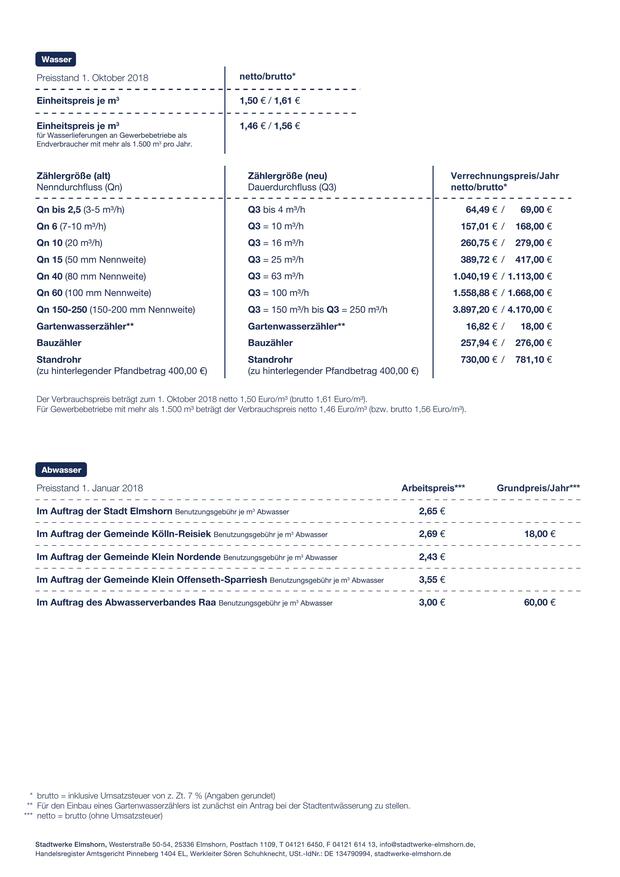 Wasser
Preisstand 1. Oktober 2018 netto/brutto*
Einheitspreis je m³ 1,50 € / 1,61 €
Einheitspreis je m³ 1,46 € / 1,56 €
für Wasserlieferungen an Gewerbebetriebe als
Endverbraucher mit mehr als 1.500 m³ pro Jahr.
Zählergröße (alt) Zählergröße (neu) Verrechnungspreis/Jahr
Nenndurchfluss (Qn) Dauerdurchfluss (Q3) netto/brutto*
Qn bis 2,5 (3-5 m³/h) Q3 bis 4 m³/h 64,49 € / 69,00 €
Qn 6 (7-10 m³/h) Q3 = 10 m³/h 157,01 € / 168,00 €
Qn 10 (20 m³/h) Q3 = 16 m³/h 260,75 € / 279,00 €
Qn 15 (50 mm Nennweite) Q3 = 25 m³/h 389,72 € / 417,00 €
Qn 40 (80 mm Nennweite) Q3 = 63 m³/h 1.040,19 € / 1.113,00 €
Qn 60 (100 mm Nennweite) Q3 = 100 m³/h 1.558,88 € / 1.668,00 €
Qn 150-250 (150-200 mm Nennweite) Q3 = 150 m³/h bis Q3 = 250 m³/h 3.897,20 € / 4.170,00 €
Gartenwasserzähler** Gartenwasserzähler** 16,82 € / 18,00 €
Bauzähler Bauzähler 257,94 € / 276,00 €
Standrohr Standrohr 730,00 € / 781,10 €
(zu hinterlegender Pfandbetrag 400,00 €) (zu hinterlegender Pfandbetrag 400,00 €)
Der Verbrauchspreis beträgt zum 1. Oktober 2018 netto 1,50 Euro/m³ (brutto 1,61 Euro/m³).
Für Gewerbebetriebe mit mehr als 1.500 m³ beträgt der Verbrauchspreis netto 1,46 Euro/m³ (bzw. brutto 1,56 Euro/m³).
Abwasser
Preisstand 1. Januar 2018 Arbeitspreis*** Grundpreis/Jahr***
Im Auftrag der Stadt Elmshorn Benutzungsgebühr je m³ Abwasser 2,65 €
Im Auftrag der Gemeinde Kölln-Reisiek Benutzungsgebühr je m³ Abwasser 2,69 € 18,00 €
Im Auftrag der Gemeinde Klein Nordende Benutzungsgebühr je m³ Abwasser 2,43 €
Im Auftrag der Gemeinde Klein Offenseth-Sparriesh Benutzungsgebühr je m³ Abwasser 3,55 €
Im Auftrag des Abwasserverbandes Raa Benutzungsgebühr je m³ Abwasser 3,00 € 60,00 €
* brutto = inklusive Umsatzsteuer von z. Zt. 7 % (Angaben gerundet)
** Für den Einbau eines Gartenwasserzählers ist zunächst ein Antrag bei der Stadtentwässerung zu stellen.
*** netto = brutto (ohne Umsatzsteuer)
Stadtwerke Elmshorn, Westerstraße 50-54, 25336 Elmshorn, Postfach 1109, T 04121 6450, F 04121 614 13, info@stadtwerke-elmshorn.de,
Handelsregister Amtsgericht Pinneberg 1404 EL, Werkleiter Sören Schuhknecht, USt.-IdNr.: DE 134790994, stadtwerke-elmshorn.de